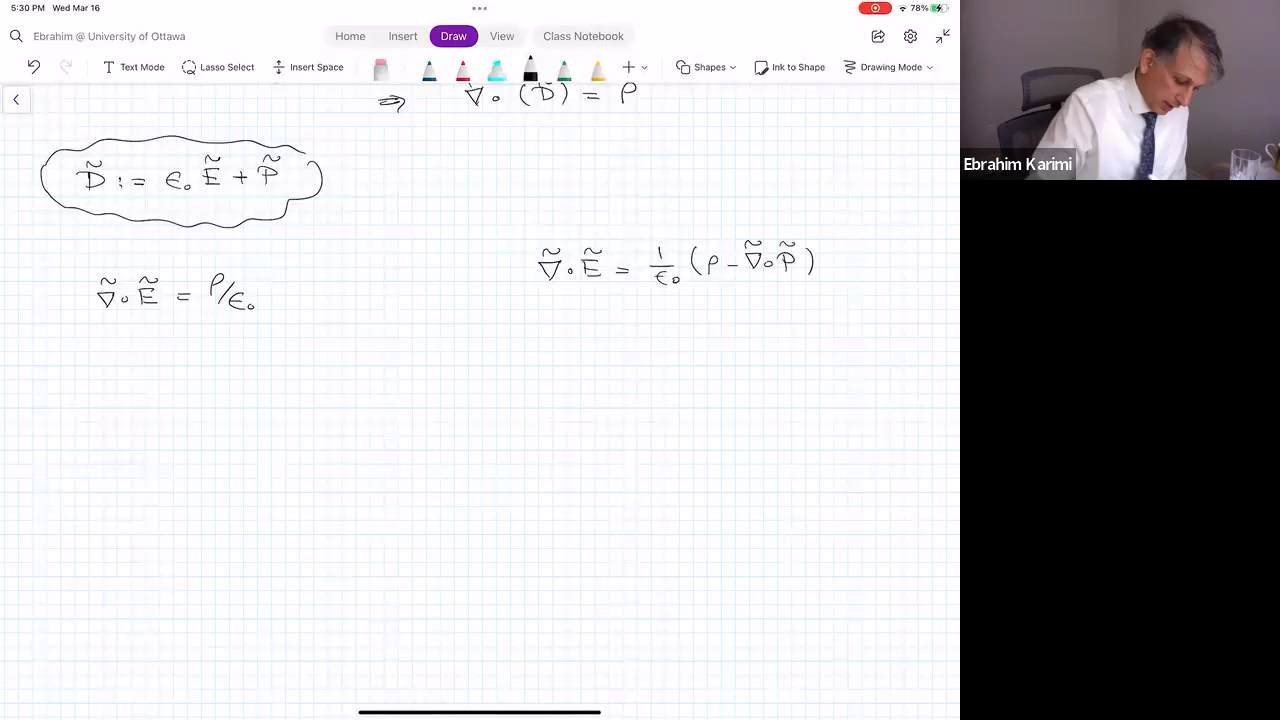 5:30 PM Wed Mar 16
78%
Ebrahim @ University of Ottawa
Home Insert Draw View Class Notebook
Text Mode Lasso Select Insert Space Shapes Ink to Shape Drawing Mode
⇒ ∇̃ · (D̃) = ρ
D̃ := ε₀ Ẽ + P̃
∇̃ · Ẽ = 1/ε₀ (ρ − ∇̃ · P̃)
∇̃ · Ẽ = ρ/ε₀
Ebrahim Karimi